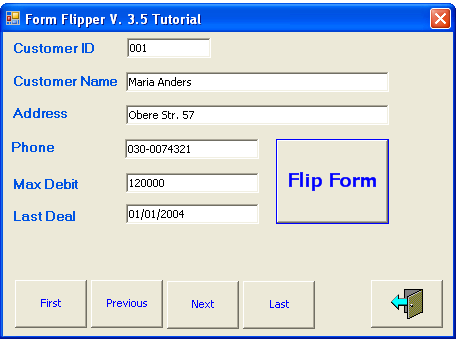 Form Flipper V. 3.5 Tutorial
Customer ID 001
Customer Name Maria Anders
Address Obere Str. 57
Phone 030-0074321
Max Debit 120000
Flip Form
Last Deal 01/01/2004
First Previous Next Last